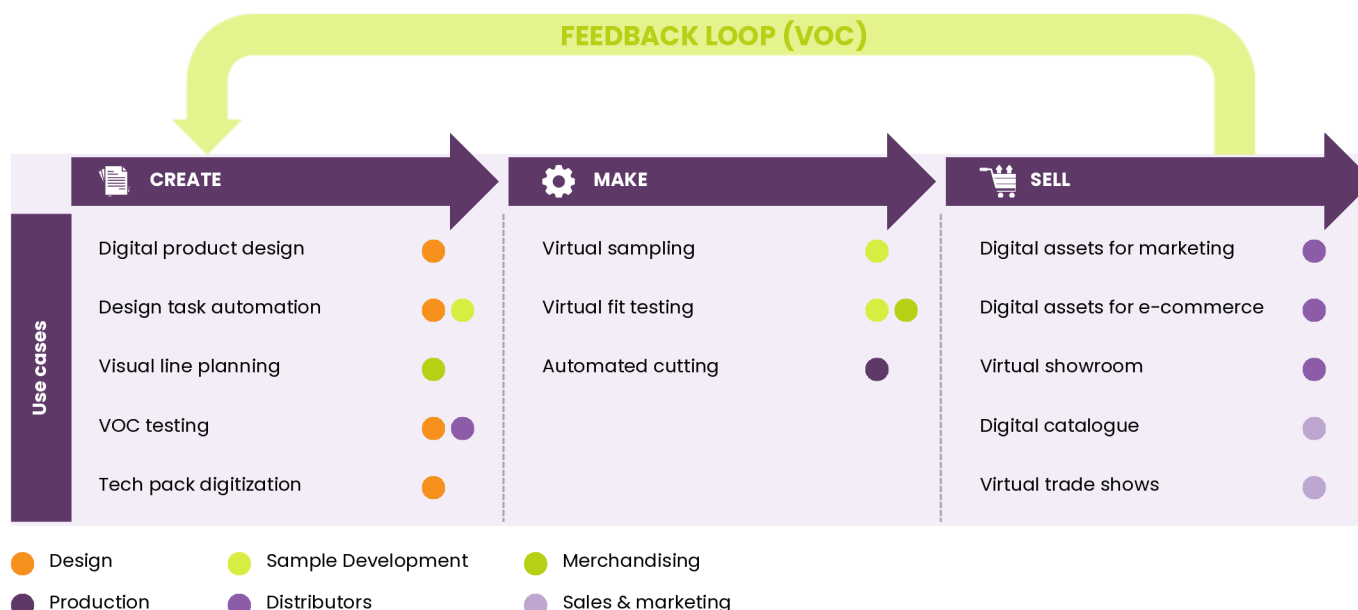 FEEDBACK LOOP (VOC)
CREATE
MAKE
SELL
Use cases
Digital product design
Design task automation
Visual line planning
VOC testing
Tech pack digitization
Virtual sampling
Virtual fit testing
Automated cutting
Digital assets for marketing
Digital assets for e-commerce
Virtual showroom
Digital catalogue
Virtual trade shows
Design
Sample Development
Merchandising
Production
Distributors
Sales & marketing